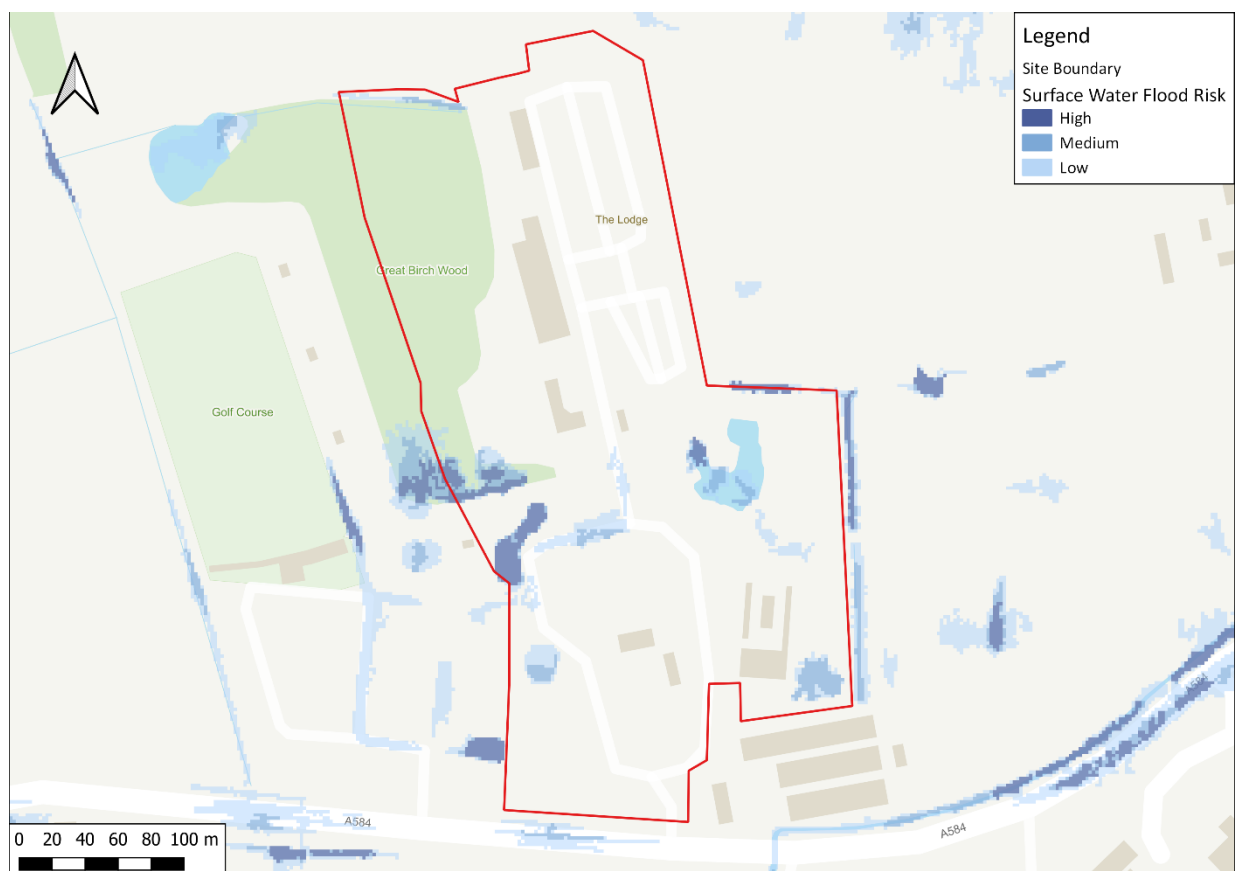 Legend
Site Boundary
Surface Water Flood Risk
High
Medium
Low
The Lodge
Great Birch Wood
Golf Course
A584
A584
A584
0 20 40 60 80 100 m